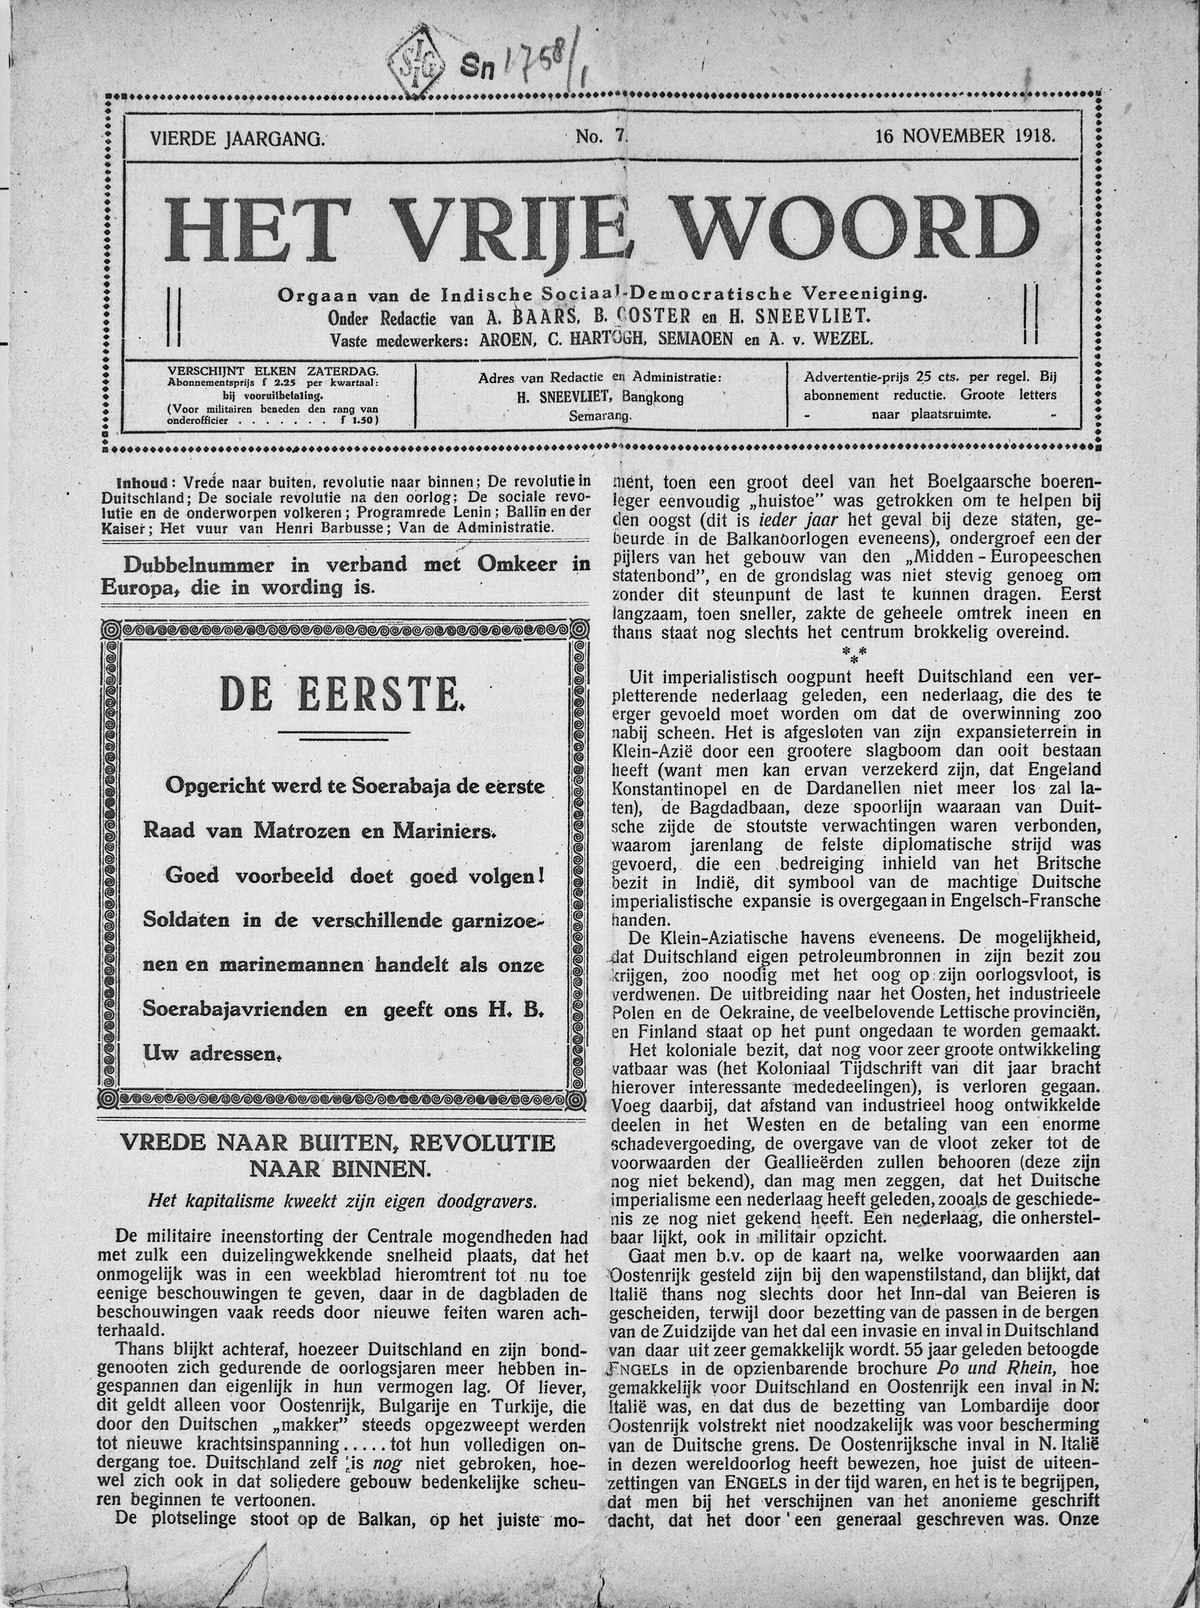 Sn 1758/1
VIERDE JAARGANG.
No. 7.
16 NOVEMBER 1918.
HET VRIJE WOORD
Orgaan van de Indische Sociaal-Democratische Vereeniging.
Onder Redactie van A. BAARS, B. COSTER en H. SNEEVLIET.
Vaste medewerkers: AROEN, C. HARTOGH, SEMAOEN en A. v. WEZEL.
VERSCHIJNT ELKEN ZATERDAG.
Abonnementsprijs f 2.25 per kwartaal:
bij vooruitbetaling.
(Voor militairen beneden den rang van
onderofficier . . . . . . . f 1.50)
Adres van Redactie en Administratie:
H. SNEEVLIET, Bangkong
Semarang.
Advertentie-prijs 25 cts. per regel. Bij
abonnement reductie. Groote letters
- naar plaatsruimte. -
Inhoud: Vrede naar buiten, revolutie naar binnen; De revolutie in
Duitschland; De sociale revolutie na den oorlog; De sociale revo-
lutie en de onderworpen volkeren; Programrede Lenin; Ballin en der
Kaiser; Het vuur van Henri Barbusse; Van de Administratie.
Dubbelnummer in verband met Omkeer in
Europa, die in wording is.
DE EERSTE.
Opgericht werd te Soerabaja de eerste
Raad van Matrozen en Mariniers.
Goed voorbeeld doet goed volgen!
Soldaten in de verschillende garnizoe-
nen en marinemannen handelt als onze
Soerabajavrienden en geeft ons H. B.
Uw adressen.
VREDE NAAR BUITEN, REVOLUTIE
NAAR BINNEN.
Het kapitalisme kweekt zijn eigen doodgravers.
De militaire ineenstorting der Centrale mogendheden had
met zulk een duizelingwekkende snelheid plaats, dat het
onmogelijk was in een weekblad hieromtrent tot nu toe
eenige beschouwingen te geven, daar in de dagbladen de
beschouwingen vaak reeds door nieuwe feiten waren ach-
terhaald.
Thans blijkt achteraf, hoezeer Duitschland en zijn bond-
genooten zich gedurende de oorlogsjaren meer hebben in-
gespannen dan eigenlijk in hun vermogen lag. Of liever,
dit geldt alleen voor Oostenrijk, Bulgarije en Turkije, die
door den Duitschen „makker” steeds opgezweept werden
tot nieuwe krachtsinspanning ..... tot hun volledigen on-
dergang toe. Duitschland zelf is nog niet gebroken, hoe-
wel zich ook in dat soliedere gebouw bedenkelijke scheu-
ren beginnen te vertoonen.
De plotselinge stoot op de Balkan, op het juiste mo-
ment, toen een groot deel van het Boelgaarsche boeren-
leger eenvoudig „huistoe” was getrokken om te helpen bij
den oogst (dit is ieder jaar het geval bij deze staten, ge-
beurde in de Balkanoorlogen eveneens), ondergroef een der
pijlers van het gebouw van den „Midden-Europeeschen
statenbond”, en de grondslag was niet stevig genoeg om
zonder dit steunpunt de last te kunnen dragen. Eerst
langzaam, toen sneller, zakte de geheele omtrek ineen en
thans staat nog slechts het centrum brokkelig overeind.
***
Uit imperialistisch oogpunt heeft Duitschland een ver-
pletterende nederlaag geleden, een nederlaag, die des te
erger gevoeld moet worden om dat de overwinning zoo
nabij scheen. Het is afgesloten van zijn expansieterrein in
Klein-Azië door een grootere slagboom dan ooit bestaan
heeft (want men kan ervan verzekerd zijn, dat Engeland
Konstantinopel en de Dardanellen niet meer los zal la-
ten), de Bagdadbaan, deze spoorlijn waaraan van Duit-
sche zijde de stoutste verwachtingen waren verbonden,
waarom jarenlang de felste diplomatische strijd was
gevoerd, die een bedreiging inhield van het Britsche
bezit in Indië, dit symbool van de machtige Duitsche
imperialistische expansie is overgegaan in Engelsch-Fransche
handen.
De Klein-Aziatische havens eveneens. De mogelijkheid,
dat Duitschland eigen petroleumbronnen in zijn bezit zou
krijgen, zoo noodig met het oog op zijn oorlogsvloot, is
verdwenen. De uitbreiding naar het Oosten, het industrieele
Polen en de Oekraine, de veelbelovende Lettische provinciën,
en Finland staat op het punt ongedaan te worden gemaakt.
Het koloniale bezit, dat nog voor zeer groote ontwikkeling
vatbaar was (het Koloniaal Tijdschrift van dit jaar bracht
hierover interessante mededeelingen), is verloren gegaan.
Voeg daarbij, dat afstand van industrieel hoog ontwikkelde
deelen in het Westen en de betaling van een enorme
schadevergoeding, de overgave van de vloot zeker tot de
voorwaarden der Geallieërden zullen behooren (deze zijn
nog niet bekend), dan mag men zeggen, dat het Duitsche
imperialisme een nederlaag heeft geleden, zooals de geschiede-
nis ze nog niet gekend heeft. Een nederlaag, die onherstel-
baar lijkt, ook in militair opzicht.
Gaat men b.v. op de kaart na, welke voorwaarden aan
Oostenrijk gesteld zijn bij den wapenstilstand, dan blijkt, dat
Italië thans nog slechts door het Inn-dal van Beieren is
gescheiden, terwijl door bezetting van de passen in de bergen
van de Zuidzijde van het dal een invasie en inval in Duitschland
van daar uit zeer gemakkelijk wordt. 55 jaar geleden betoogde
ENGELS in de opzienbarende brochure Po und Rhein, hoe
gemakkelijk voor Duitschland en Oostenrijk een inval in N:
Italië was, en dat dus de bezetting van Lombardije door
Oostenrijk volstrekt niet noodzakelijk was voor bescherming
van de Duitsche grens. De Oostenrijksche inval in N. Italië
in dezen wereldoorlog heeft bewezen, hoe juist de uiteen-
zettingen van ENGELS in der tijd waren, en het is te begrijpen,
dat men bij het verschijnen van het anonieme geschrift
dacht, dat het door een generaal geschreven was. Onze